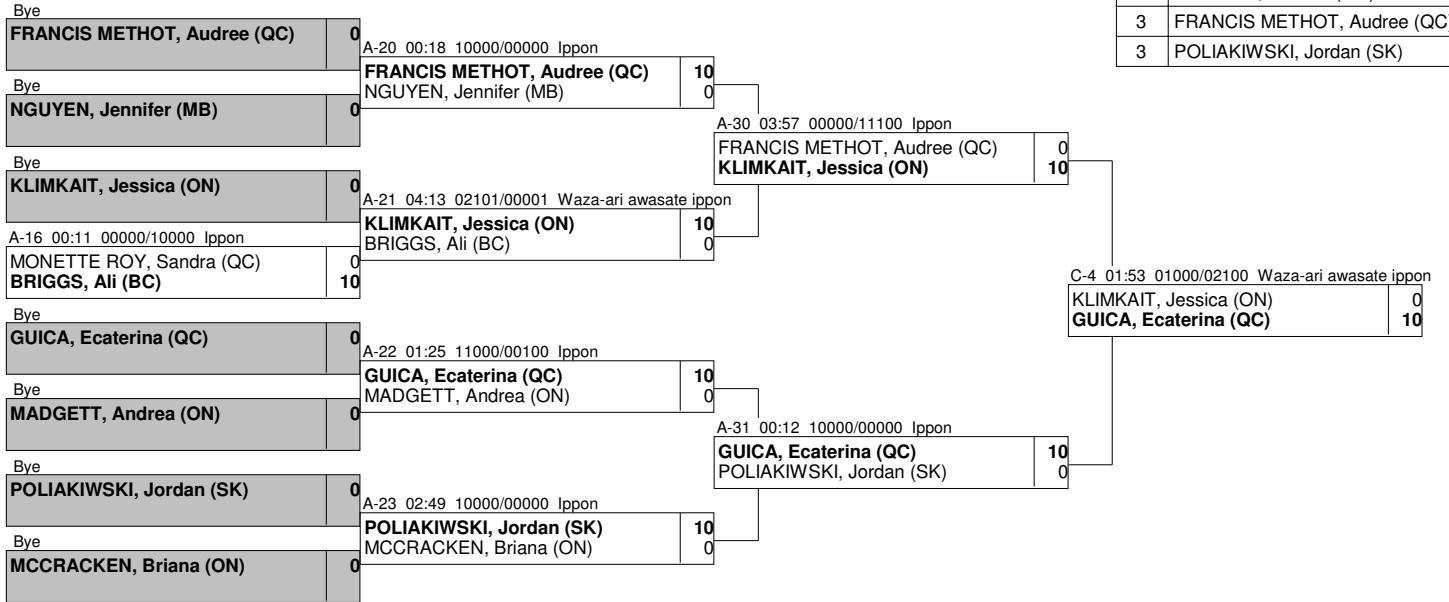 Bye
FRANCIS METHOT, Audree (QC) 0
Bye
NGUYEN, Jennifer (MB) 0
Bye
KLIMKAIT, Jessica (ON) 0
A-16 00:11 00000/10000 Ippon
MONETTE ROY, Sandra (QC) 0
BRIGGS, Ali (BC) 10
Bye
GUICA, Ecaterina (QC) 0
Bye
MADGETT, Andrea (ON) 0
Bye
POLIAKIWSKI, Jordan (SK) 0
Bye
MCCRACKEN, Briana (ON) 0
A-20 00:18 10000/00000 Ippon
FRANCIS METHOT, Audree (QC) 10
NGUYEN, Jennifer (MB) 0
A-21 04:13 02101/00001 Waza-ari awasate ippon
KLIMKAIT, Jessica (ON) 10
BRIGGS, Ali (BC) 0
A-22 01:25 11000/00100 Ippon
GUICA, Ecaterina (QC) 10
MADGETT, Andrea (ON) 0
A-23 02:49 10000/00000 Ippon
POLIAKIWSKI, Jordan (SK) 10
MCCRACKEN, Briana (ON) 0
A-30 03:57 00000/11100 Ippon
FRANCIS METHOT, Audree (QC) 0
KLIMKAIT, Jessica (ON) 10
A-31 00:12 10000/00000 Ippon
GUICA, Ecaterina (QC) 10
POLIAKIWSKI, Jordan (SK) 0
C-4 01:53 01000/02100 Waza-ari awasate ippon
KLIMKAIT, Jessica (ON) 0
GUICA, Ecaterina (QC) 10
3 FRANCIS METHOT, Audree (QC)
3 POLIAKIWSKI, Jordan (SK)